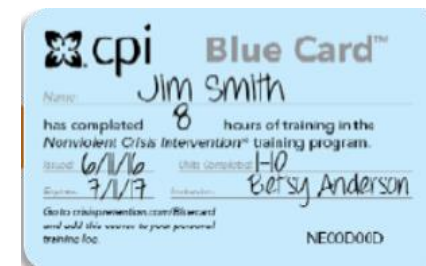 cpi Blue Card™
Name Jim Smith
has completed 8 hours of training in the
Nonviolent Crisis Intervention® training program.
Issued 6/11/16 Units Completed 1-10
Expires 7/1/17 Instructor Betsy Anderson
Go to crisisprevention.com/Bluecard
and add this course to your personal
training log.
NE00D00D